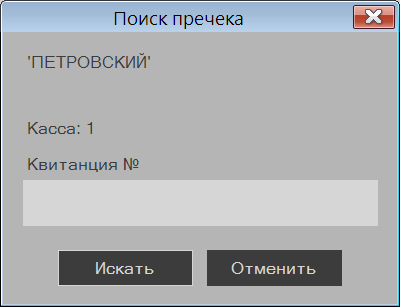 Поиск пречека
'ПЕТРОВСКИЙ'
Касса: 1
Квитанция №
Искать
Отменить